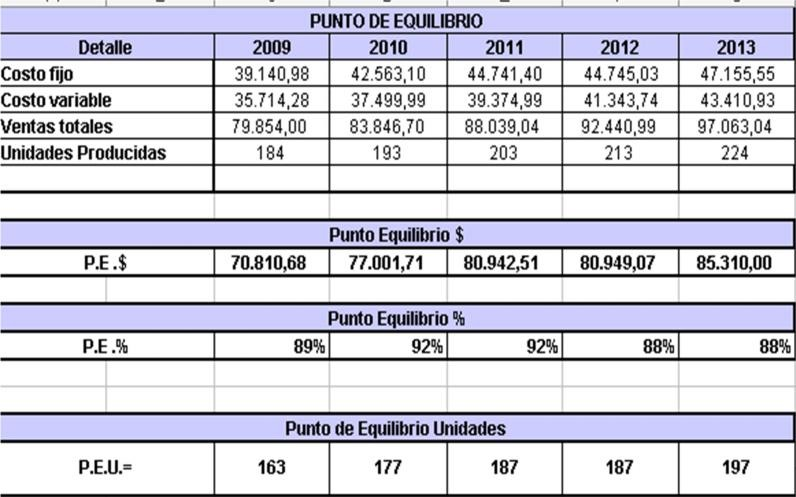 PUNTO DE EQUILIBRIO
Detalle 2009 2010 2011 2012 2013
Costo fijo 39.140,98 42.563,10 44.741,40 44.745,03 47.155,55
Costo variable 35.714,28 37.499,99 39.374,99 41.343,74 43.410,93
Ventas totales 79.854,00 83.846,70 88.039,04 92.440,99 97.063,04
Unidades Producidas 184 193 203 213 224
Punto Equilibrio $
P.E .$ 70.810,68 77.001,71 80.942,51 80.949,07 85.310,00
Punto Equilibrio %
P.E .% 89% 92% 92% 88% 88%
Punto de Equilibrio Unidades
P.E.U.= 163 177 187 187 197